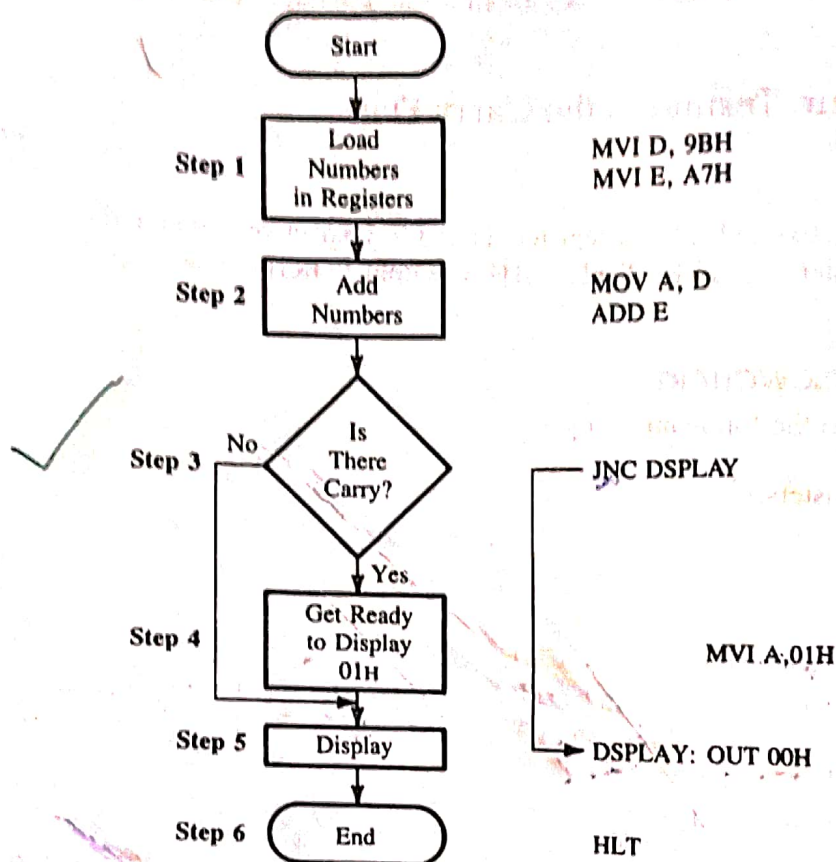 Start
Step 1
Load
Numbers
in Registers
MVI D, 9BH
MVI E, A7H
Step 2
Add
Numbers
MOV A, D
ADD E
Step 3
No
Is
There
Carry?
JNC DSPLAY
Yes
Step 4
Get Ready
to Display
01H
MVI A,01H
Step 5
Display
DSPLAY: OUT 00H
Step 6
End
HLT